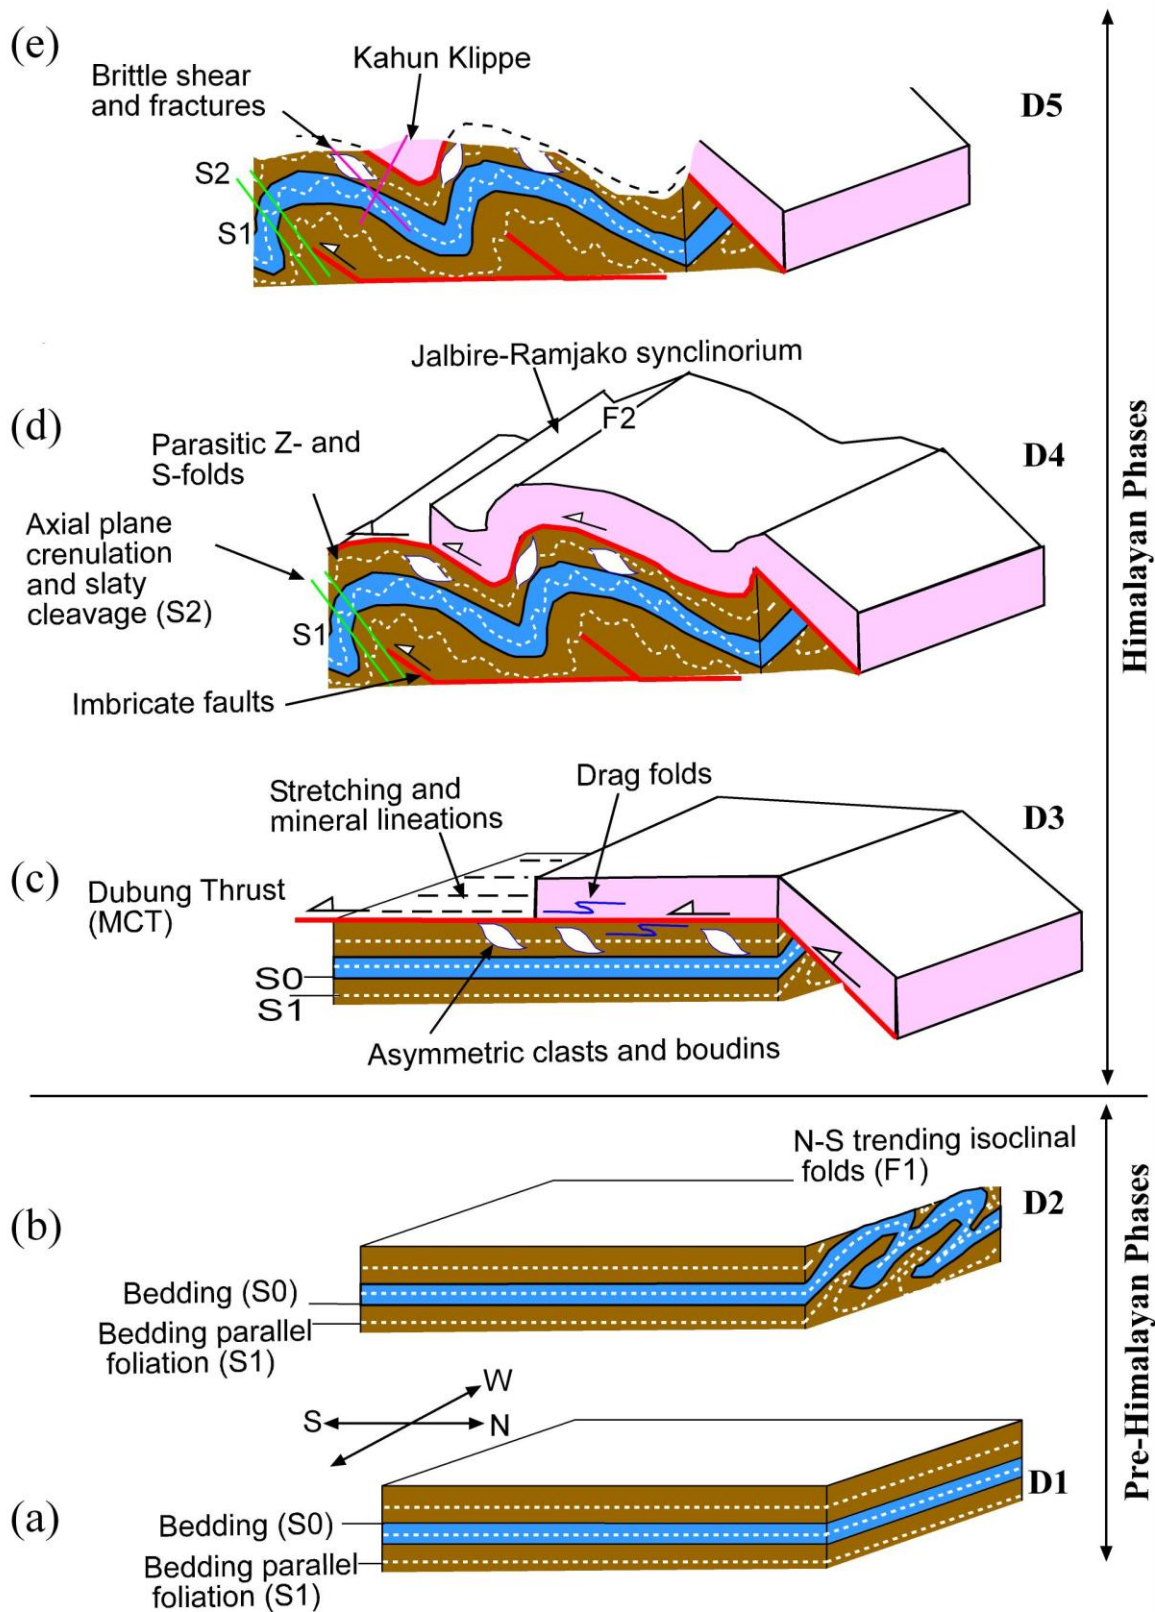 (e)
Kahun Klippe
Brittle shear
and fractures
D5
S2
S1
Jalbire-Ramjako synclinorium
(d)
F2
D4
Parasitic Z- and
S-folds
Axial plane
crenulation
and slaty
cleavage (S2)
S1
Imbricate faults
Himalayan Phases
Drag folds
Stretching and
mineral lineations
D3
(c)
Dubung Thrust
(MCT)
S0
S1
Asymmetric clasts and boudins
N-S trending isoclinal
folds (F1)
D2
(b)
Bedding (S0)
Bedding parallel
foliation (S1)
Pre-Himalayan Phases
W
S
N
D1
(a)
Bedding (S0)
Bedding parallel
foliation (S1)